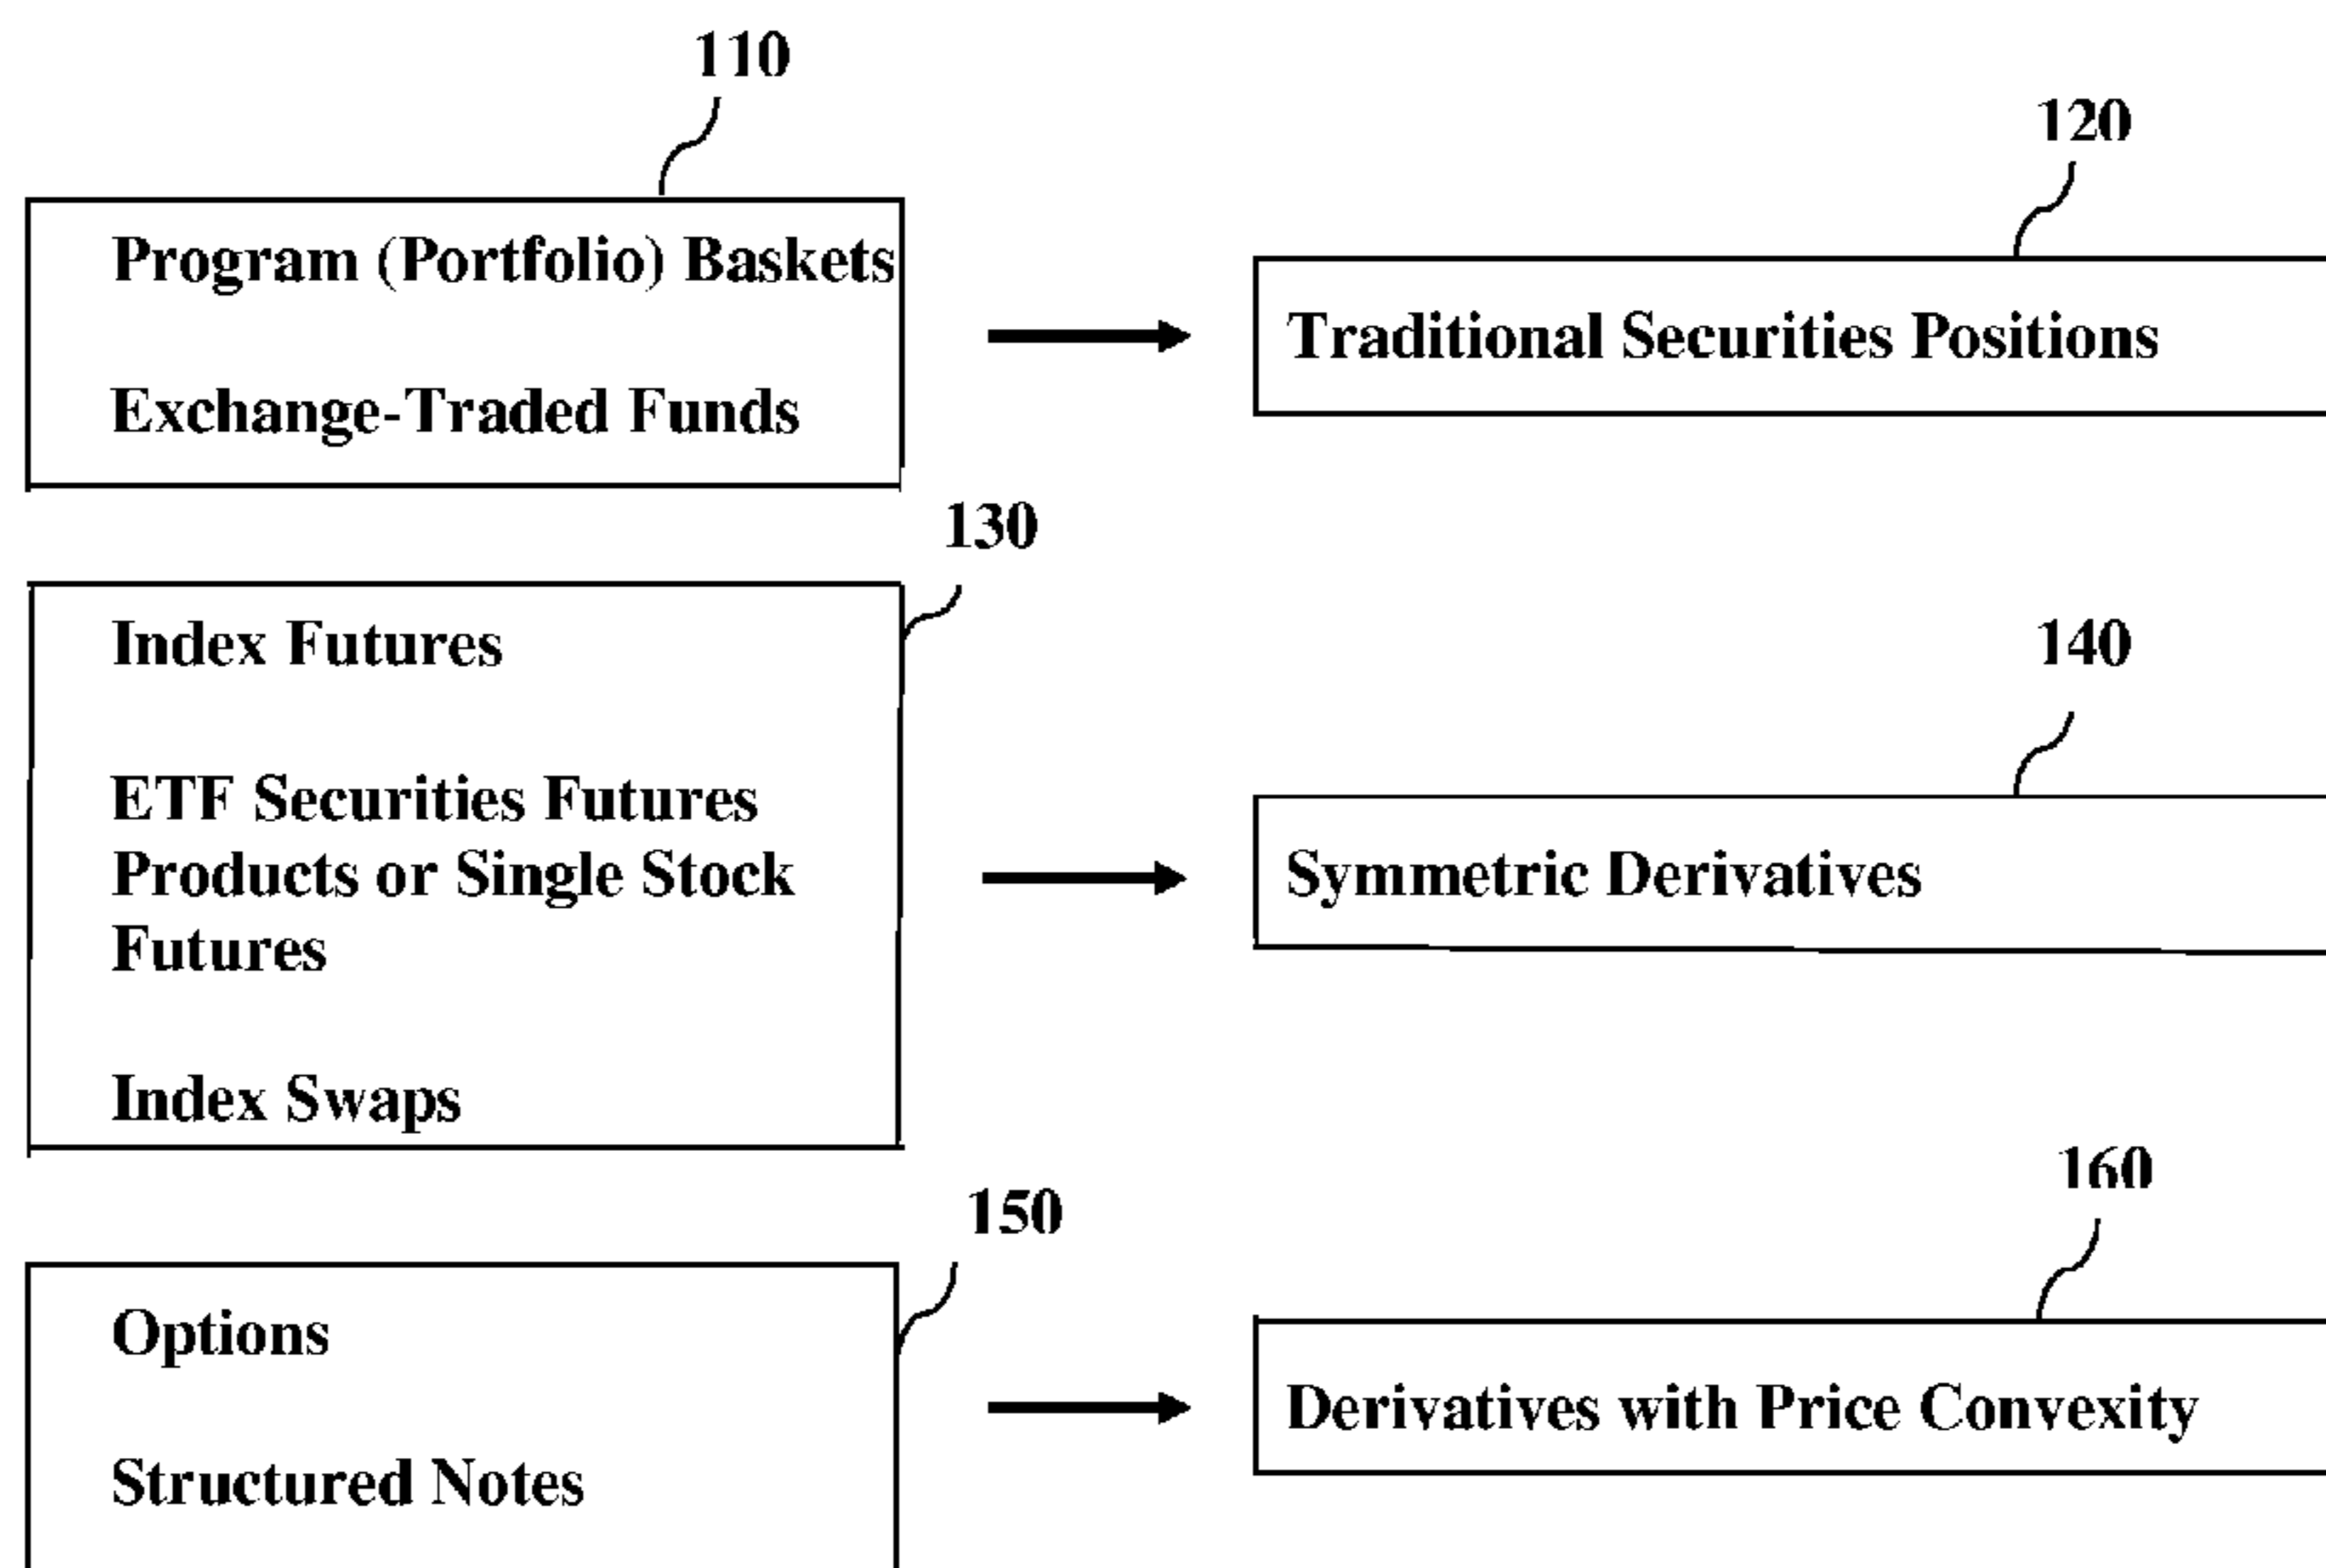 110
120
Program (Portfolio) Baskets
Traditional Securities Positions
Exchange-Traded Funds
130
Index Futures
140
ETF Securities Futures
Products or Single Stock
Futures
Symmetric Derivatives
Index Swaps
150
160
Options
Derivatives with Price Convexity
Structured Notes